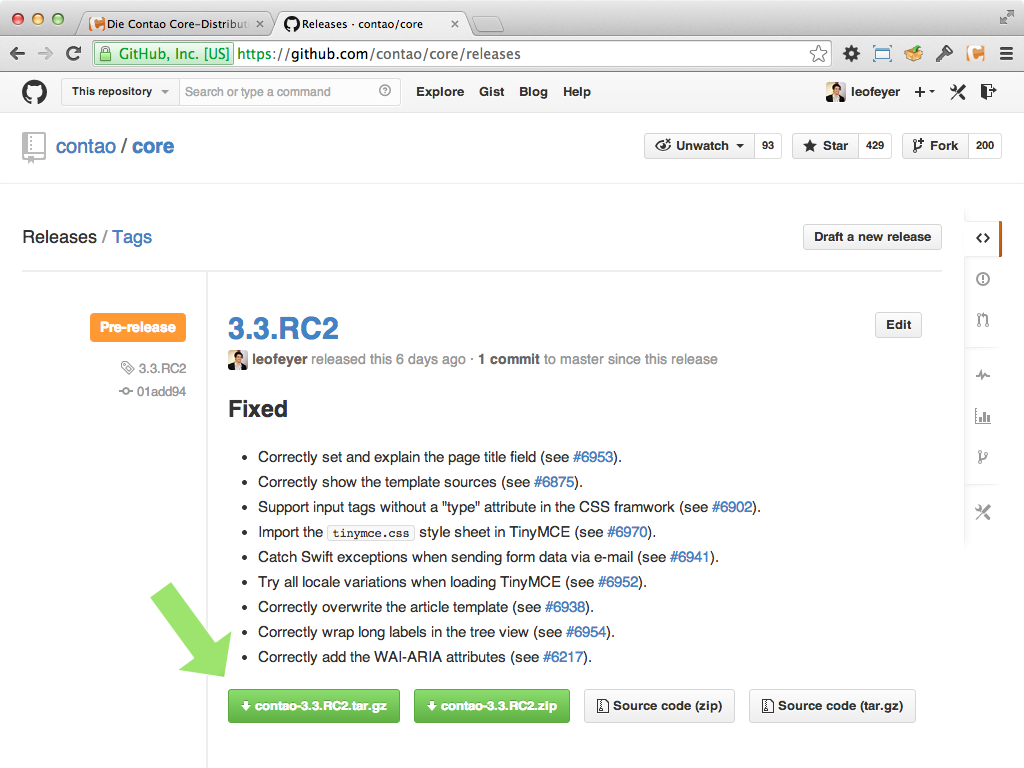 Die Contao Core-Distribut
Releases · contao/core
GitHub, Inc. [US] https://github.com/contao/core/releases
This repository Search or type a command Explore Gist Blog Help leofeyer
contao / core Unwatch 93 Star 429 Fork 200
Releases / Tags Draft a new release
Pre-release
3.3.RC2
01add94
3.3.RC2 Edit
leofeyer released this 6 days ago · 1 commit to master since this release
Fixed
• Correctly set and explain the page title field (see #6953).
• Correctly show the template sources (see #6875).
• Support input tags without a "type" attribute in the CSS framwork (see #6902).
• Import the tinymce.css style sheet in TinyMCE (see #6970).
• Catch Swift exceptions when sending form data via e-mail (see #6941).
• Try all locale variations when loading TinyMCE (see #6952).
• Correctly overwrite the article template (see #6938).
• Correctly wrap long labels in the tree view (see #6954).
• Correctly add the WAI-ARIA attributes (see #6217).
contao-3.3.RC2.tar.gz contao-3.3.RC2.zip Source code (zip) Source code (tar.gz)